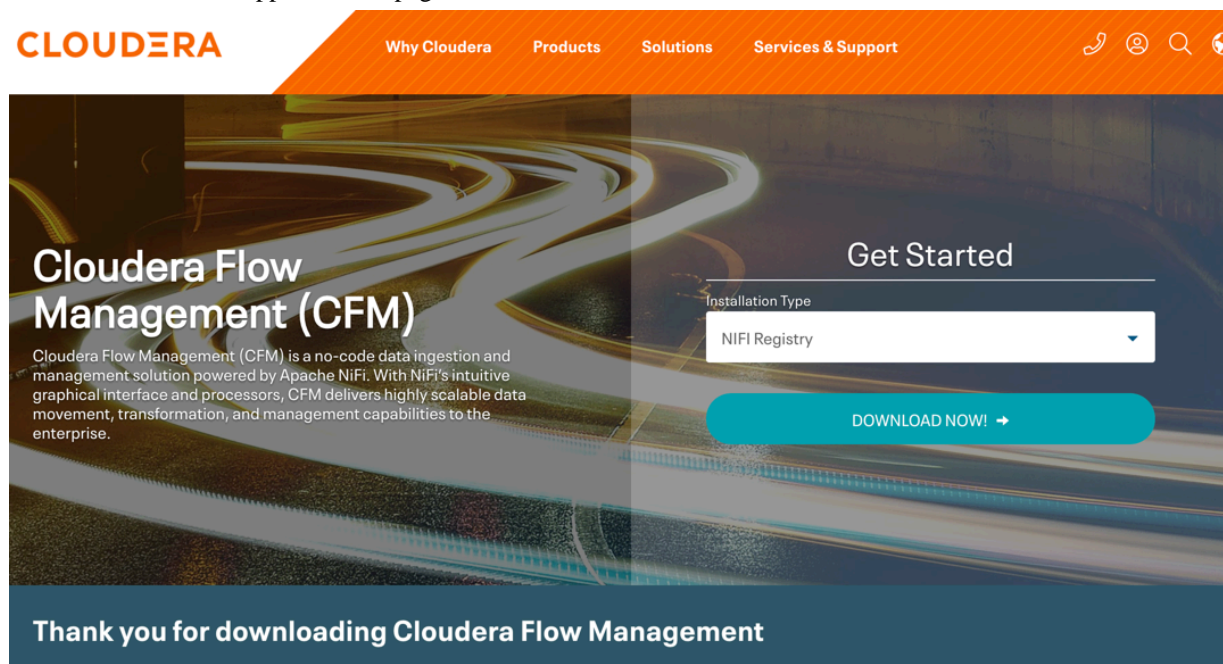 CLOUDERA
Why Cloudera Products Solutions Services & Support
Cloudera Flow
Management (CFM)
Cloudera Flow Management (CFM) is a no-code data ingestion and
management solution powered by Apache NiFi. With NiFi's intuitive
graphical interface and processors, CFM delivers highly scalable data
movement, transformation, and management capabilities to the
enterprise.
Get Started
Installation Type
NIFI Registry
DOWNLOAD NOW! →
Thank you for downloading Cloudera Flow Management